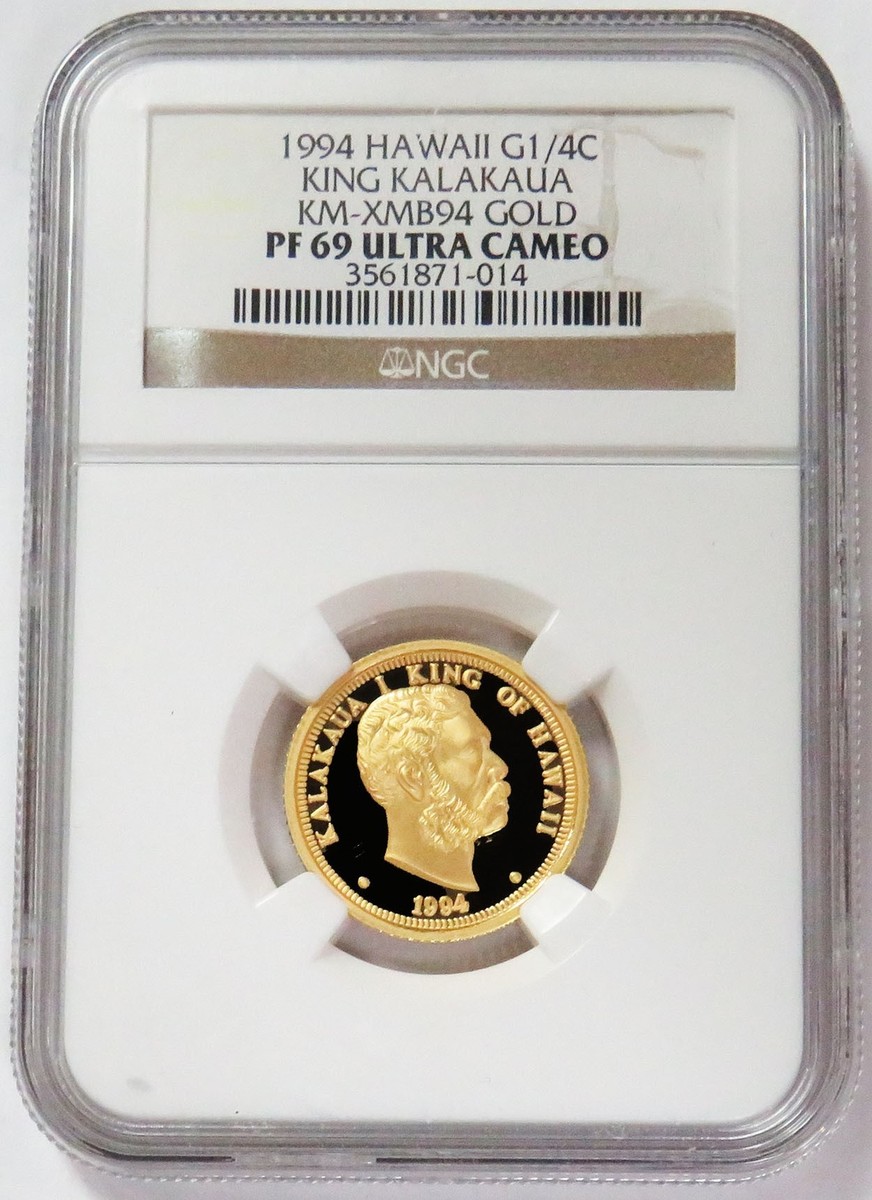 1994 HAWAII G1/4C
KING KALAKAUA
KM-XMB94 GOLD
PF 69 ULTRA CAMEO
3561871-014
NGC
KALAKAUA I KING OF HAWAII
1994